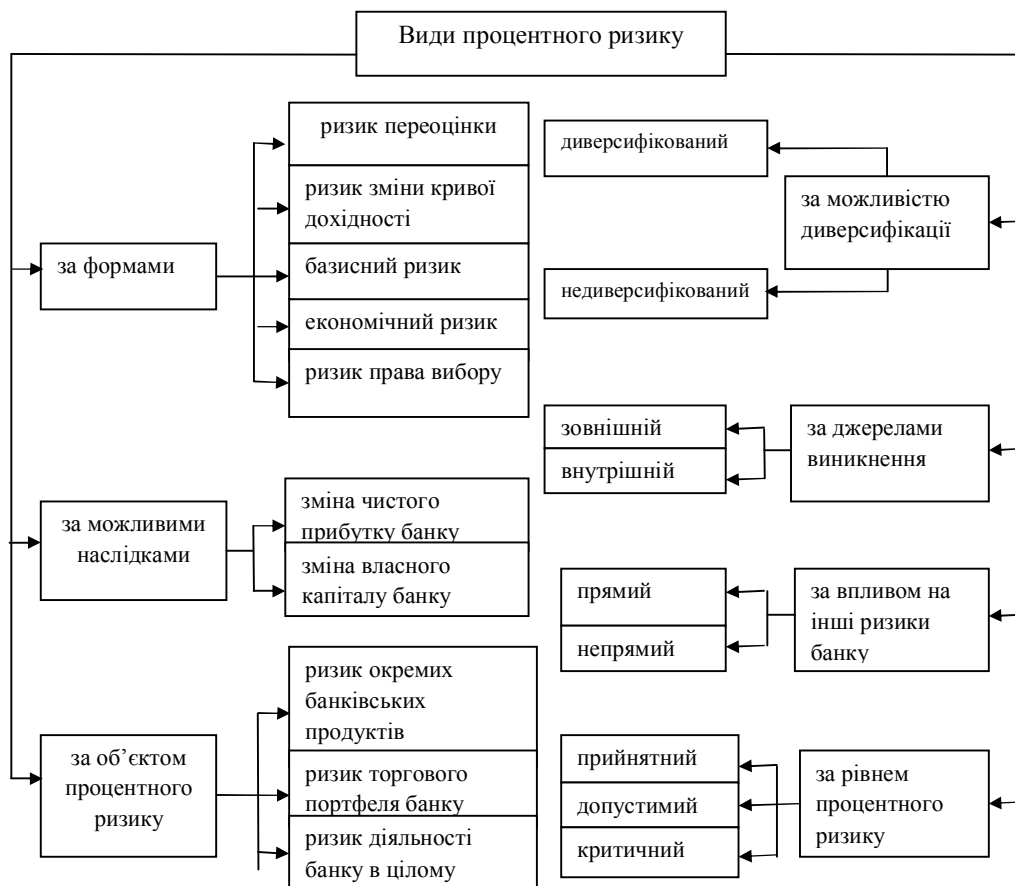 Види процентного ризику
за формами
ризик переоцінки
ризик зміни кривої
дохідності
базисний ризик
економічний ризик
ризик права вибору
за можливими
наслідками
зміна чистого
прибутку банку
зміна власного
капіталу банку
за об’єктом
процентного
ризику
ризик окремих
банківських
продуктів
ризик торгового
портфеля банку
ризик діяльності
банку в цілому
за можливістю
диверсифікації
диверсифікований
недиверсифікований
за джерелами
виникнення
зовнішній
внутрішній
за впливом на
інші ризики
банку
прямий
непрямий
за рівнем
процентного
ризику
прийнятний
допустимий
критичний